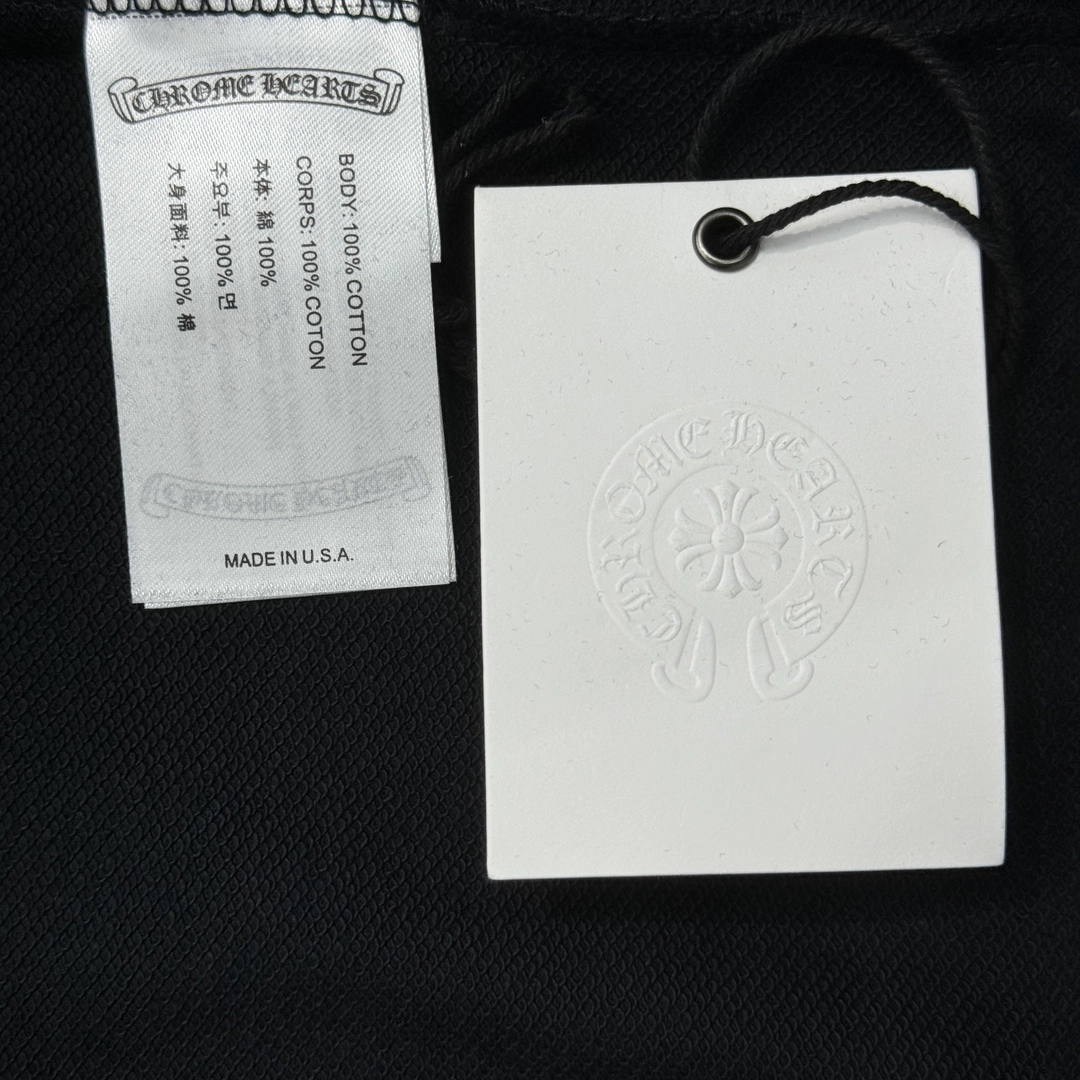 CHROME HEARTS
BODY: 100% COTTON
CORPS: 100% COTON
本体: 綿 100%
주요부: 100% 면
大身面料: 100% 棉
MADE IN U.S.A.
CHROME HEARTS